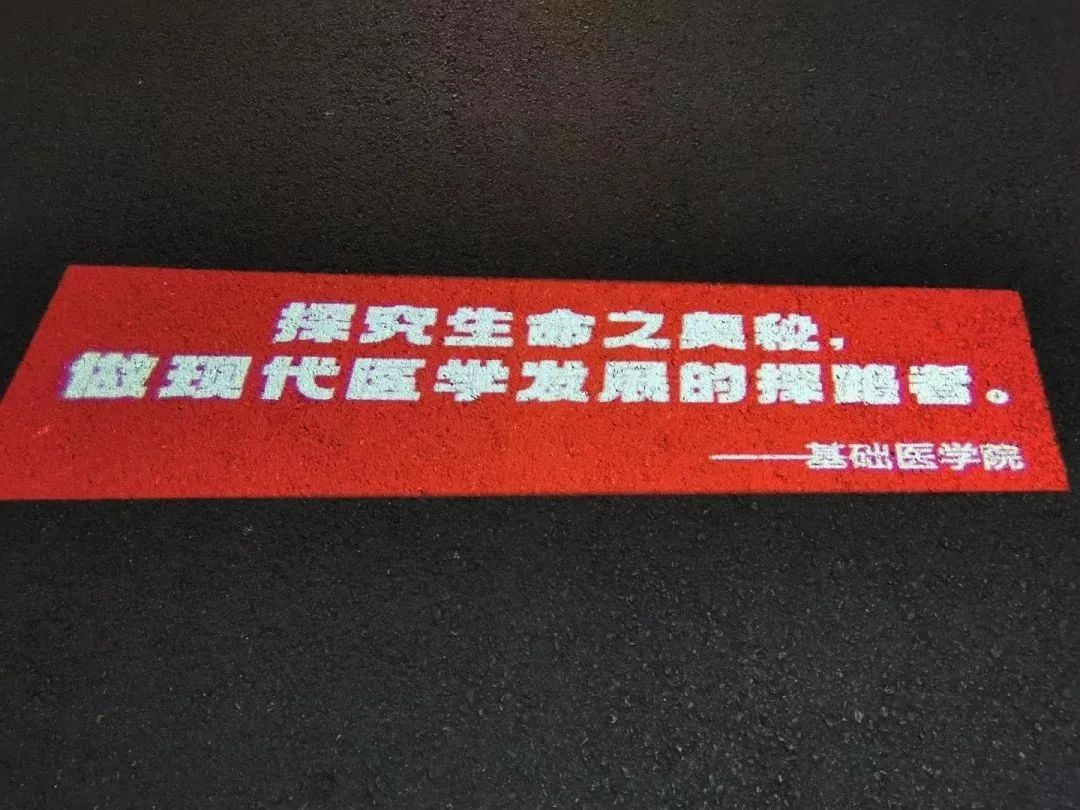 探究生命之奥秘，
做现代医学发展的探路者。
——基础医学院